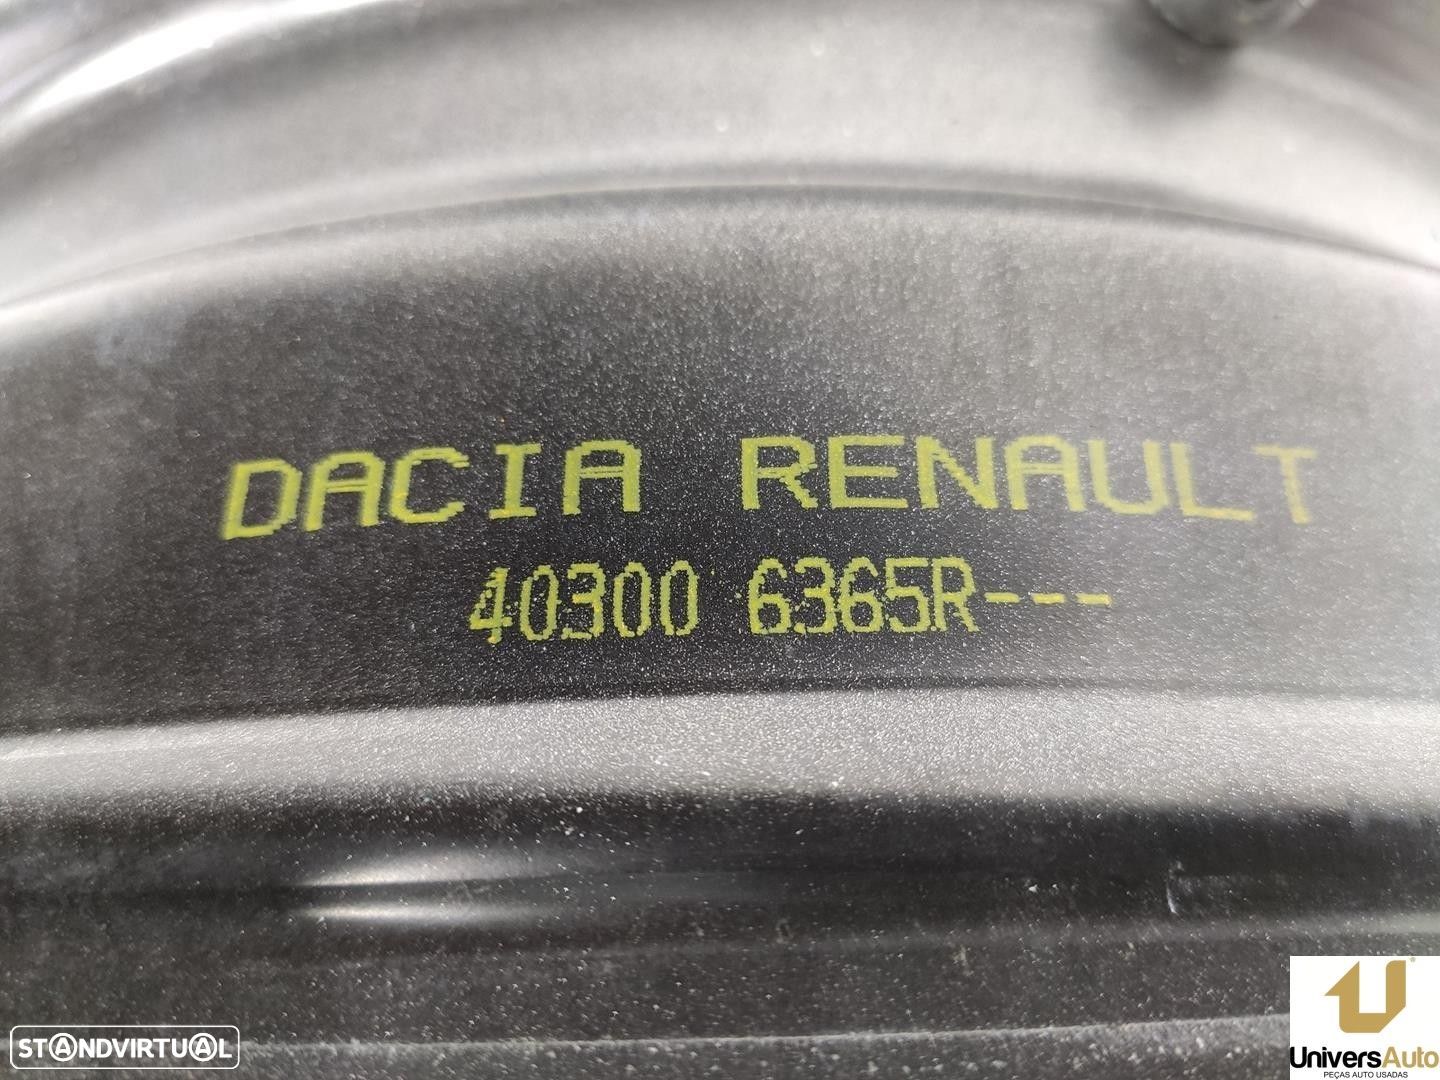 DACIA RENAULT
40300 6365R---
STANDVIRTUAL
UniversAuto
PEÇAS AUTO USADAS